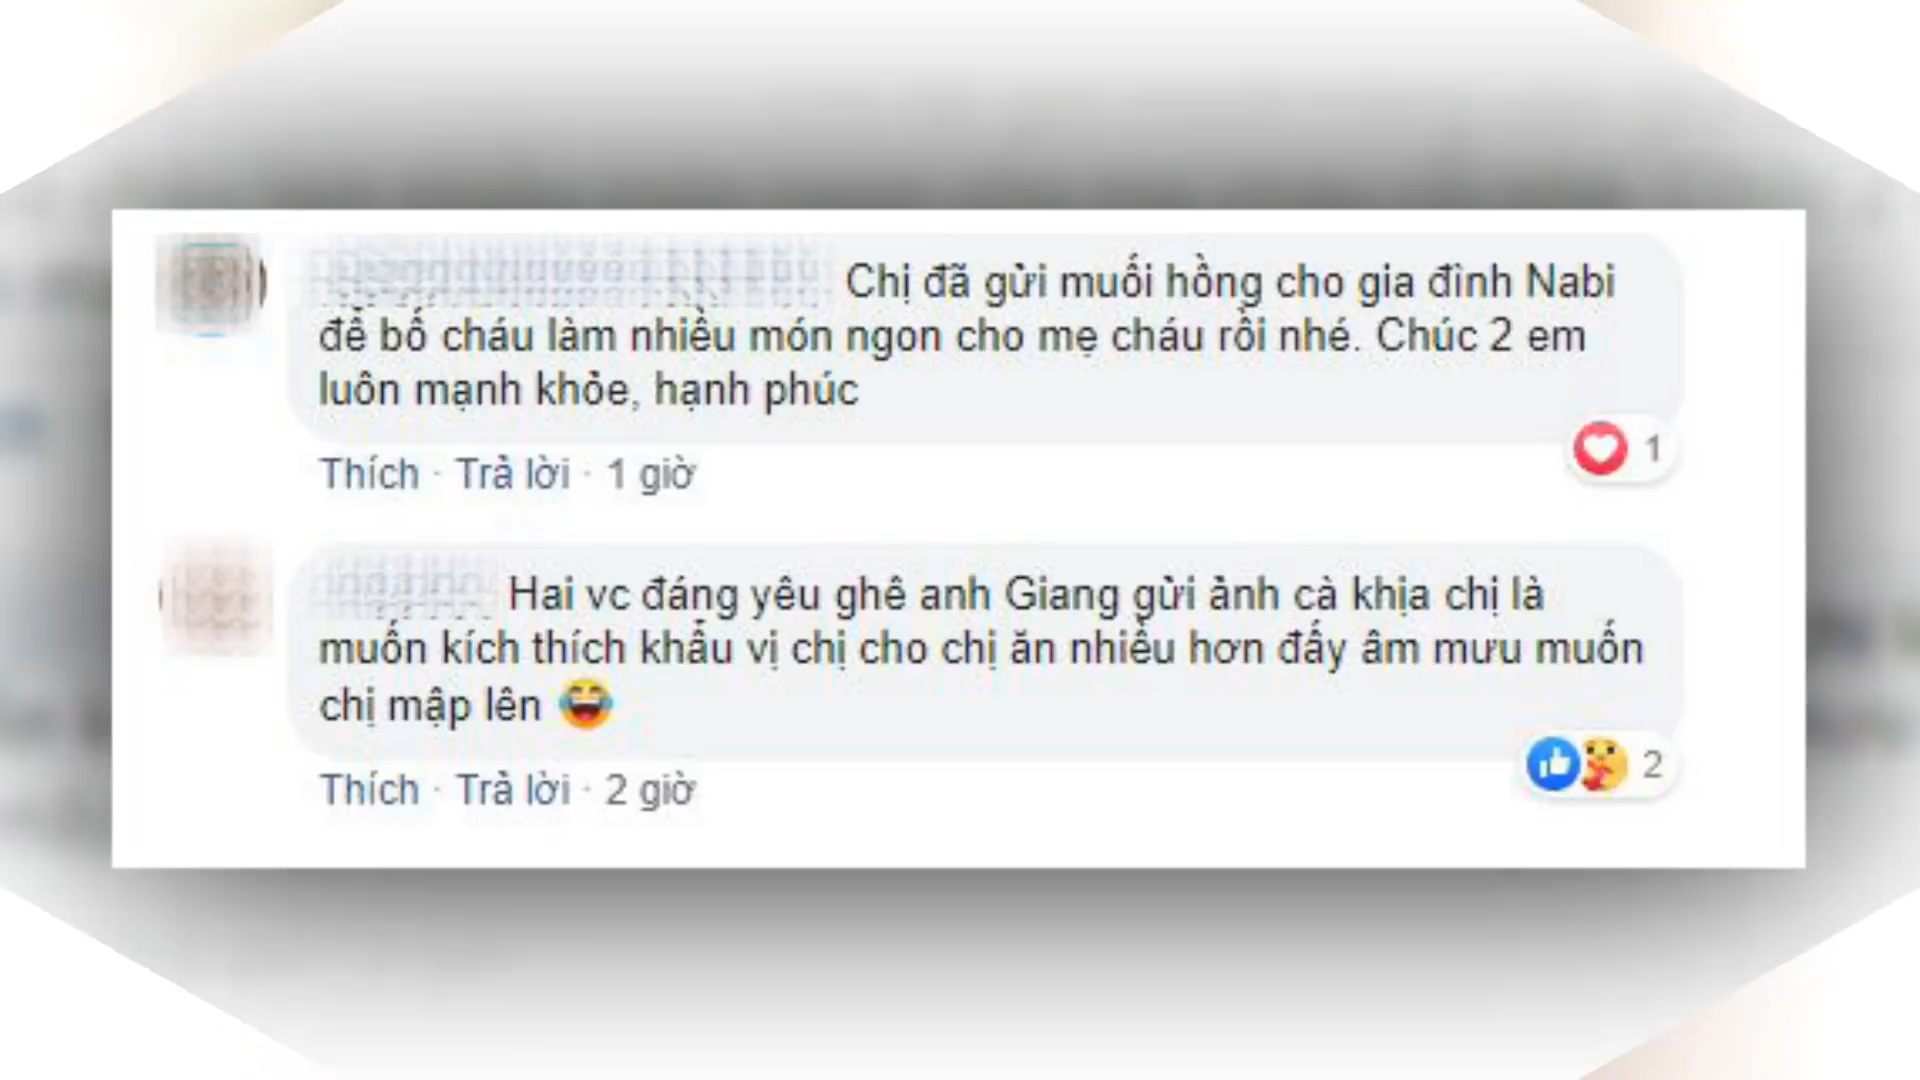 Chị đã gửi muối hồng cho gia đình Nabi
để bố cháu làm nhiều món ngon cho mẹ cháu rồi nhé. Chúc 2 em
luôn mạnh khỏe, hạnh phúc
1
Thích · Trả lời · 1 giờ
Hai vc đáng yêu ghê anh Giang gửi ảnh cà khịa chị là
muốn kích thích khẩu vị chị cho chị ăn nhiều hơn đấy âm mưu muốn
chị mập lên 😂
2
Thích · Trả lời · 2 giờ